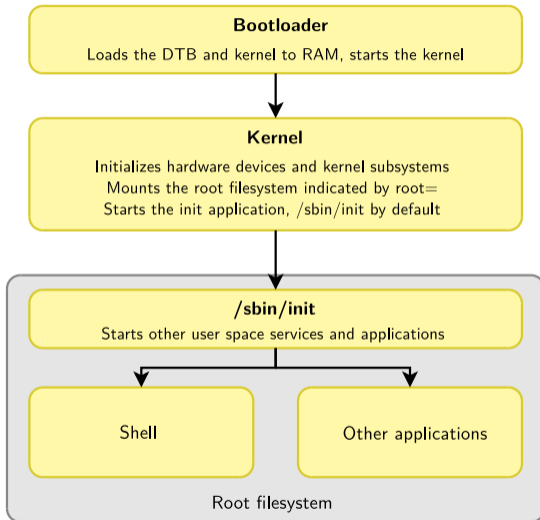 Bootloader
Loads the DTB and kernel to RAM, starts the kernel
Kernel
Initializes hardware devices and kernel subsystems
Mounts the root filesystem indicated by root=
Starts the init application, /sbin/init by default
/sbin/init
Starts other user space services and applications
Shell
Other applications
Root filesystem